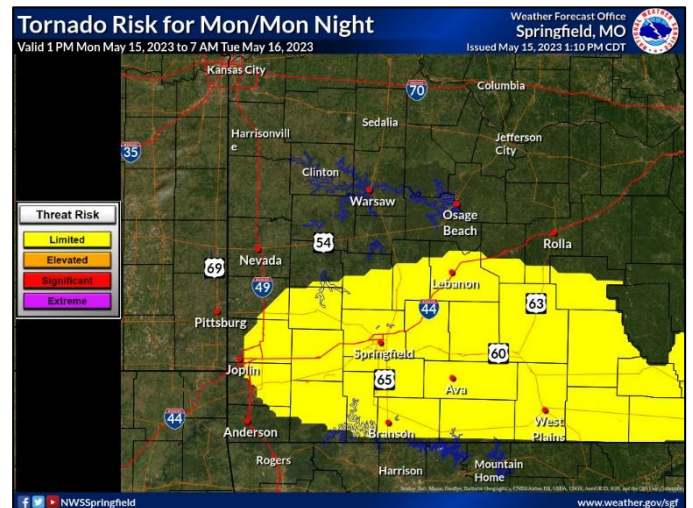 Tornado Risk for Mon/Mon Night
Valid 1 PM Mon May 15, 2023 to 7 AM Tue May 16, 2023
Weather Forecast Office
Springfield, MO
Issued May 15, 2023 1:10 PM CDT
Kansas City
70
Columbia
Sedalia
Harrisonvill
e
Jefferson
City
35
Clinton
Warsaw
Osage
Beach
Threat Risk
Limited
Elevated
Significant
Extreme
54
Rolla
Nevada
69
49
Lebanon
63
44
Pittsburg
Springfield
60
Joplin
65
Ava
44
Anderson
Branson
West
Plains
Rogers
Harrison
Mountain
Home
NWSSpringfield
www.weather.gov/sgf